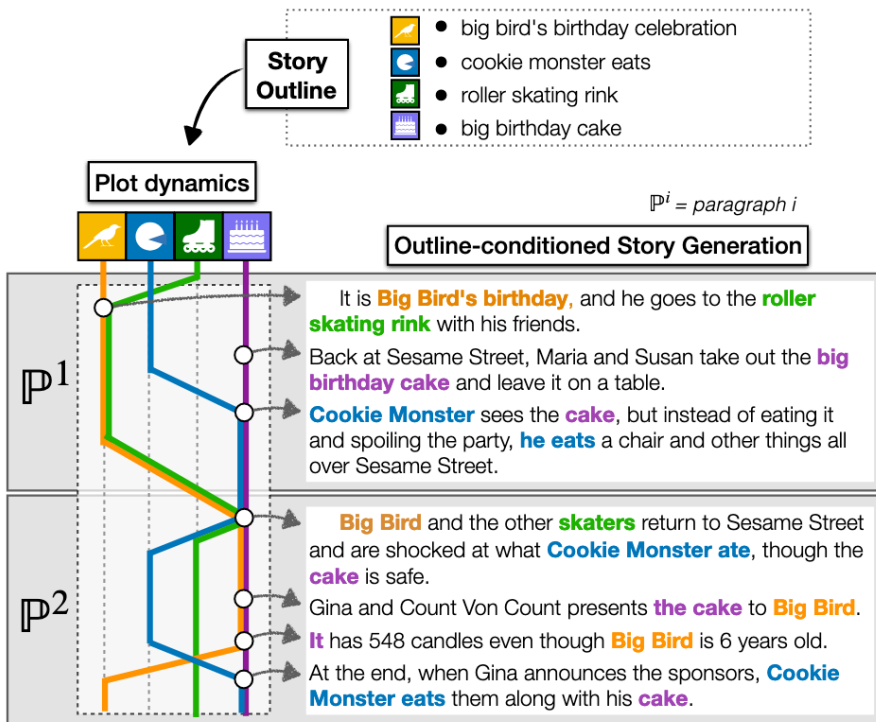 Story
Outline
• big bird's birthday celebration
• cookie monster eats
• roller skating rink
• big birthday cake
Plot dynamics
ℙⁱ = paragraph i
Outline-conditioned Story Generation
ℙ¹
It is Big Bird's birthday, and he goes to the roller
skating rink with his friends.
Back at Sesame Street, Maria and Susan take out the big
birthday cake and leave it on a table.
Cookie Monster sees the cake, but instead of eating it
and spoiling the party, he eats a chair and other things all
over Sesame Street.
ℙ²
Big Bird and the other skaters return to Sesame Street
and are shocked at what Cookie Monster ate, though the
cake is safe.
Gina and Count Von Count presents the cake to Big Bird.
It has 548 candles even though Big Bird is 6 years old.
At the end, when Gina announces the sponsors, Cookie
Monster eats them along with his cake.